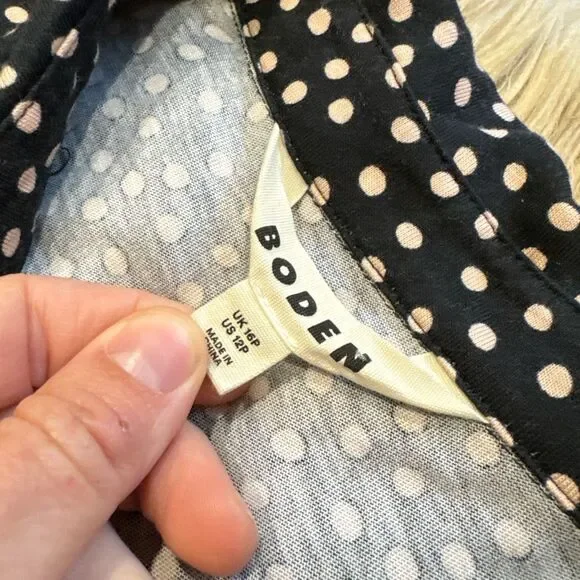 BODEN
UK 16P
US 12P
MADE IN
CHINA